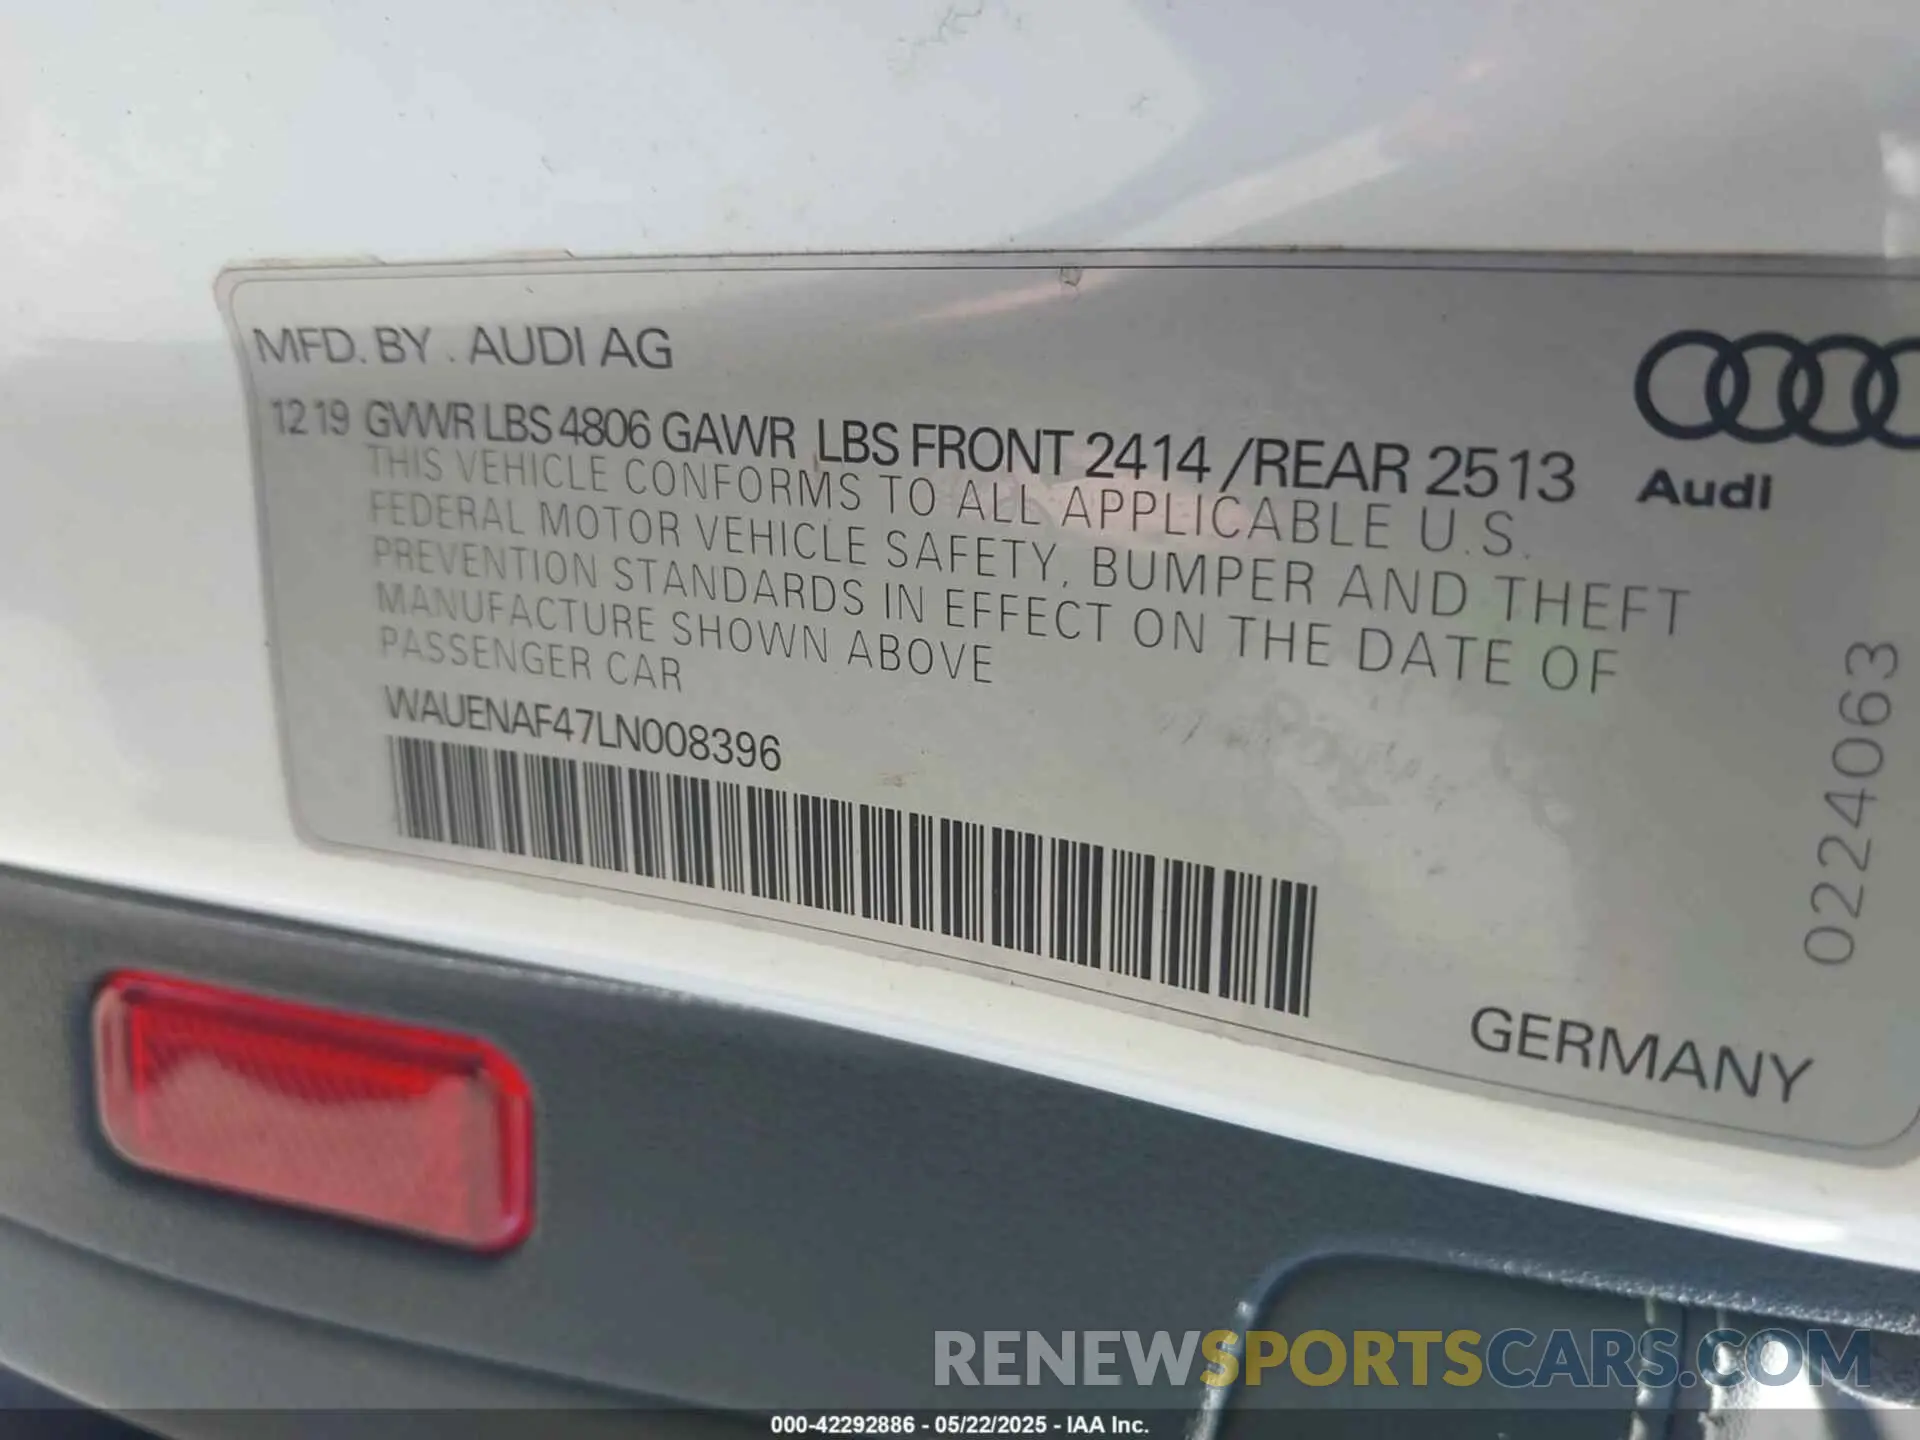 MFD. BY . AUDI AG
12 19 GVWR LBS 4806 GAWR LBS FRONT 2414 /REAR 2513
THIS VEHICLE CONFORMS TO ALL APPLICABLE U.S.
FEDERAL MOTOR VEHICLE SAFETY, BUMPER AND THEFT
PREVENTION STANDARDS IN EFFECT ON THE DATE OF
MANUFACTURE SHOWN ABOVE
PASSENGER CAR
WAUENAF47LN008396
Audi
0224063
GERMANY
RENEWSPORTSCARS.COM
000-42292886 - 05/22/2025 - IAA Inc.